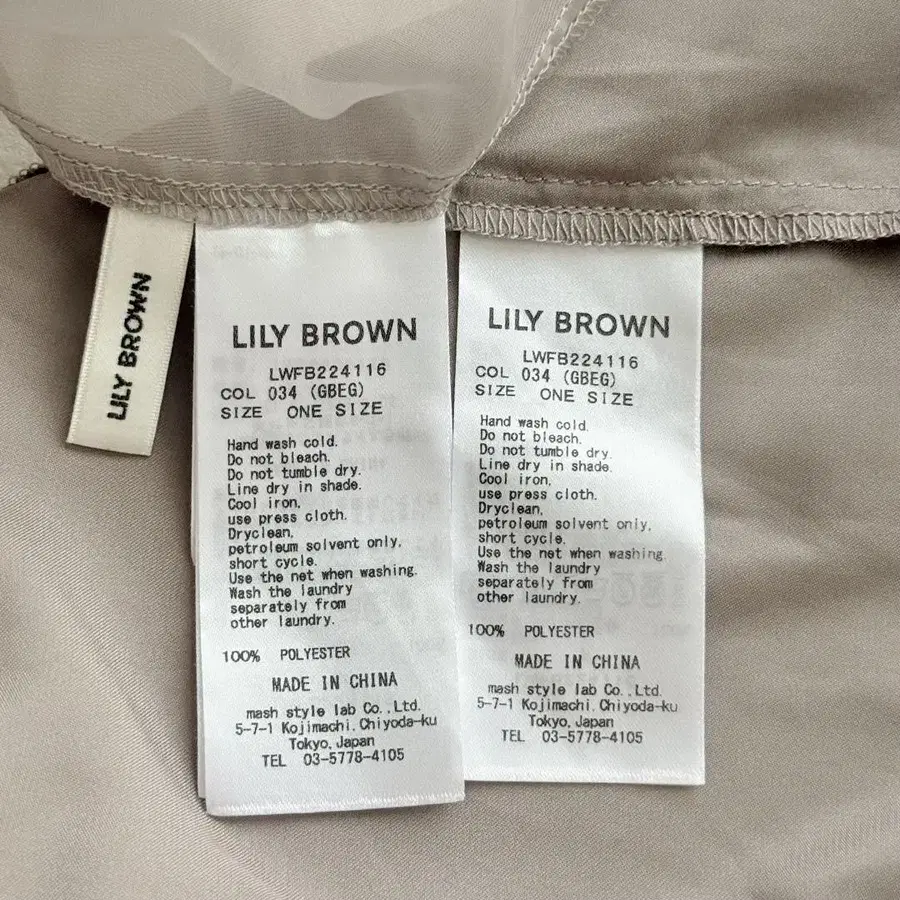 LILY BROWN
LILY BROWN
LWFB224116
COL 034 (GBEG)
SIZE ONE SIZE
Hand wash cold.
Do not bleach.
Do not tumble dry.
Line dry in shade.
Cool iron,
use press cloth.
Dryclean,
petroleum solvent only,
short cycle.
Use the net when washing.
Wash the laundry
separately from
other laundry.
100% POLYESTER
MADE IN CHINA
mash style lab Co.,Ltd.
5-7-1 Kojimachi,Chiyoda-ku
Tokyo,Japan
TEL 03-5778-4105
LILY BROWN
LWFB224116
COL 034 (GBEG)
SIZE ONE SIZE
Hand wash cold.
Do not bleach.
Do not tumble dry.
Line dry in shade.
Cool iron,
use press cloth.
Dryclean,
petroleum solvent only,
short cycle.
Use the net when washing.
Wash the laundry
separately from
other laundry.
100% POLYESTER
MADE IN CHINA
mash style lab Co.,Ltd.
5-7-1 Kojimachi,Chiyoda-ku
Tokyo,Japan
TEL 03-5778-4105